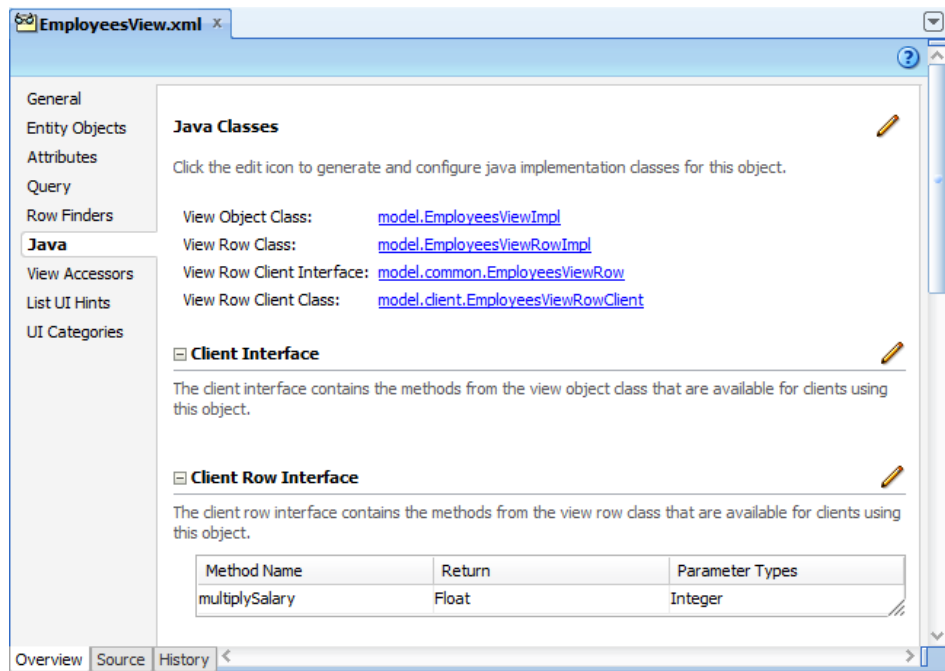 EmployeesView.xml x
?
General
Entity Objects
Attributes
Query
Row Finders
Java
View Accessors
List UI Hints
UI Categories
Java Classes
Click the edit icon to generate and configure java implementation classes for this object.
View Object Class: model.EmployeesViewImpl
View Row Class: model.EmployeesViewRowImpl
View Row Client Interface: model.common.EmployeesViewRow
View Row Client Class: model.client.EmployeesViewRowClient
Client Interface
The client interface contains the methods from the view object class that are available for clients using
this object.
Client Row Interface
The client row interface contains the methods from the view row class that are available for clients using
this object.
Method Name Return Parameter Types
multiplySalary Float Integer
Overview Source History